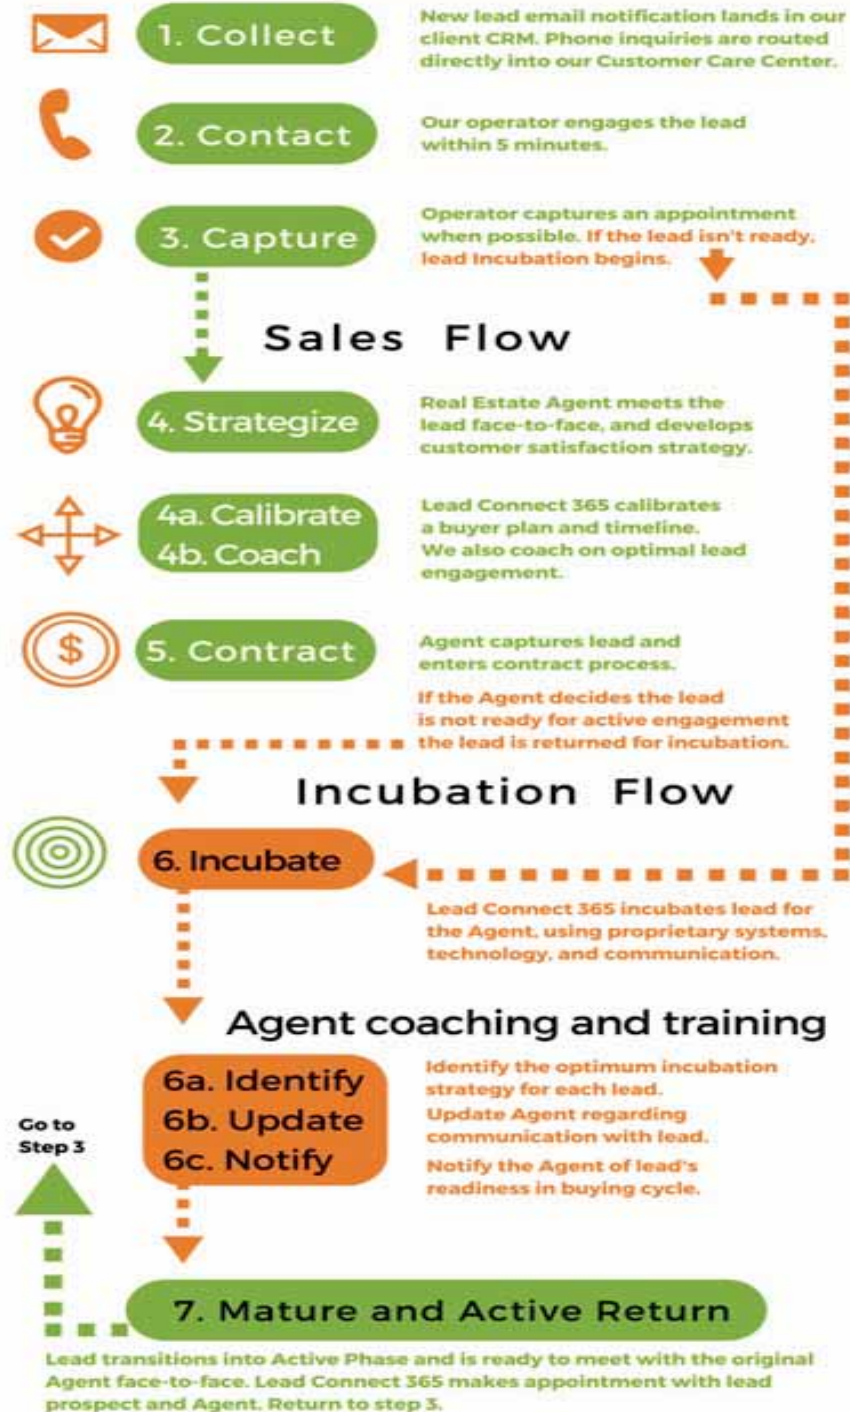 1. Collect
New lead email notification lands in our
client CRM. Phone inquiries are routed
directly into our Customer Care Center.
2. Contact
Our operator engages the lead
within 5 minutes.
3. Capture
Operator captures an appointment
when possible. If the lead isn't ready,
lead Incubation begins.
Sales Flow
4. Strategize
Real Estate Agent meets the
lead face-to-face, and develops
customer satisfaction strategy.
4a. Calibrate
4b. Coach
Lead Connect 365 calibrates
a buyer plan and timeline.
We also coach on optimal lead
engagement.
$
5. Contract
Agent captures lead and
enters contract process.
If the Agent decides the lead
is not ready for active engagement
the lead is returned for incubation.
Incubation Flow
6. Incubate
Lead Connect 365 incubates lead for
the Agent, using proprietary systems,
technology, and communication.
Agent coaching and training
6a. Identify
6b. Update
6c. Notify
Identify the optimum incubation
strategy for each lead.
Update Agent regarding
communication with lead.
Notify the Agent of lead's
readiness in buying cycle.
Go to
Step 3
7. Mature and Active Return
Lead transitions into Active Phase and is ready to meet with the original
Agent face-to-face. Lead Connect 365 makes appointment with lead
prospect and Agent. Return to step 3.